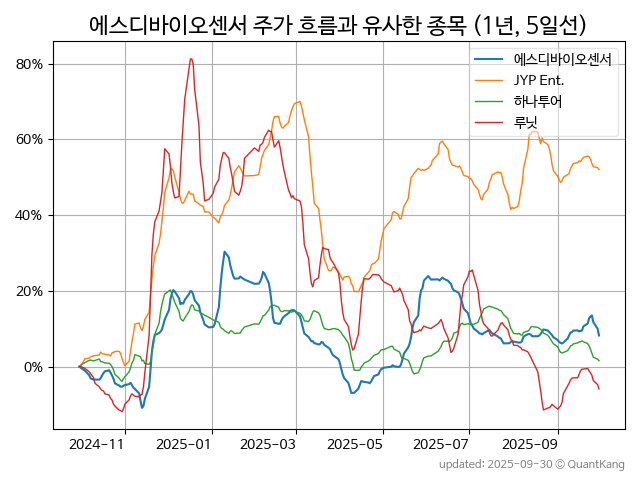 에스디바이오센서 주가 흐름과 유사한 종목 (1년, 5일선)
에스디바이오센서
JYP Ent.
하나투어
루닛
80%
60%
40%
20%
0%
2024-11 2025-01 2025-03 2025-05 2025-07 2025-09
updated: 2025-09-30 © QuantKang